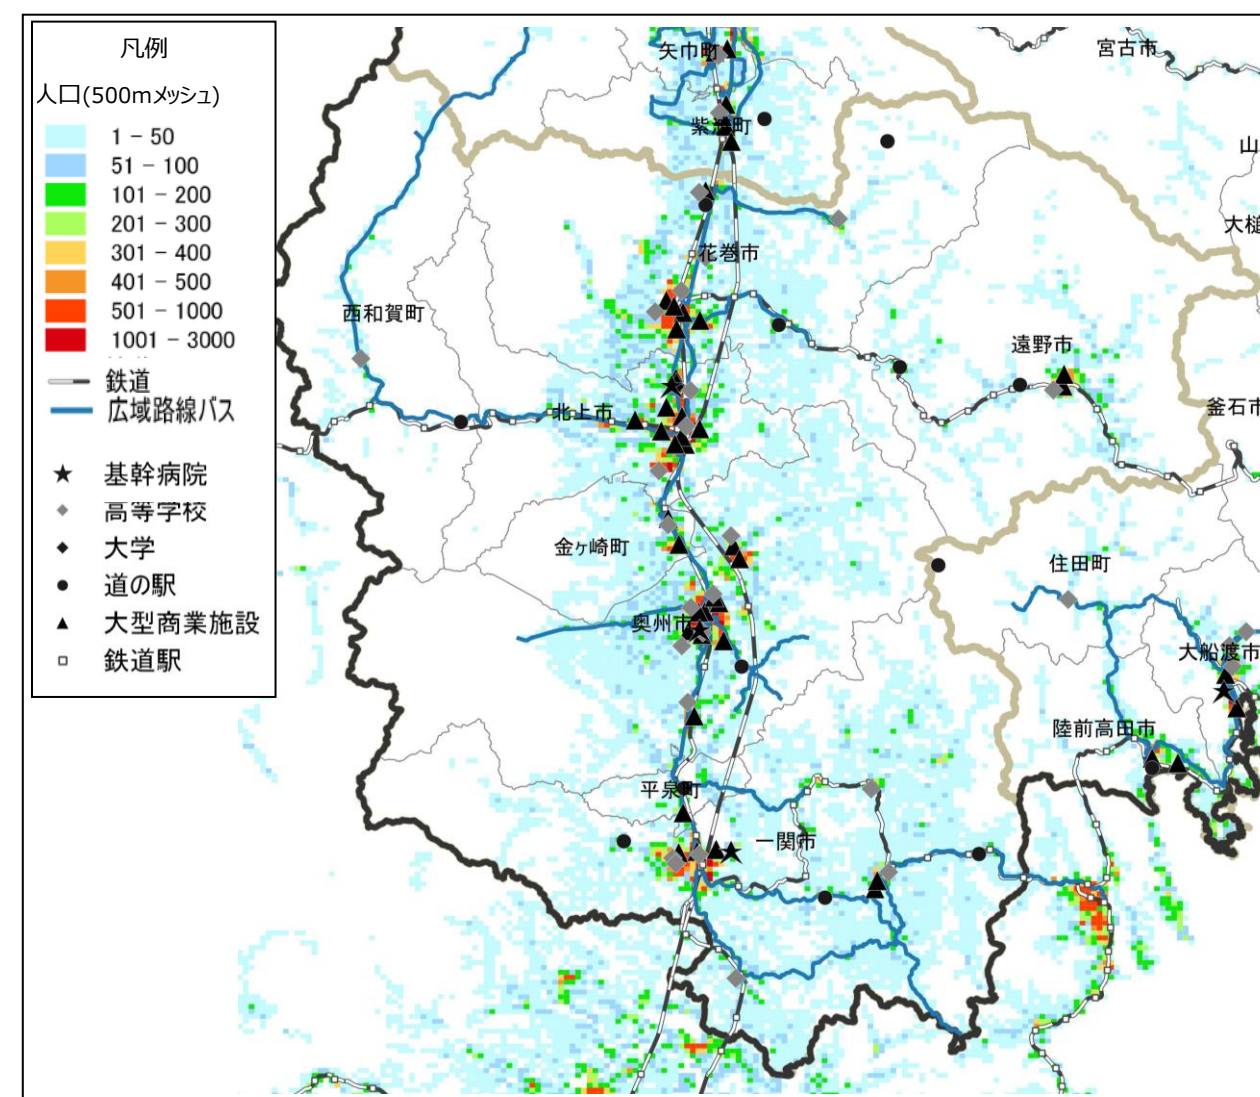 凡例
人口(500mメッシュ)
1 － 50
51 － 100
101 － 200
201 － 300
301 － 400
401 － 500
501 － 1000
1001 － 3000
鉄道
広域路線バス
基幹病院
高等学校
大学
道の駅
大型商業施設
鉄道駅
矢巾町
宮古市
紫波町
山
大槌
花巻市
西和賀町
遠野市
釜石市
北上市
金ヶ崎町
住田町
奥州市
大船渡市
陸前高田市
平泉町
一関市